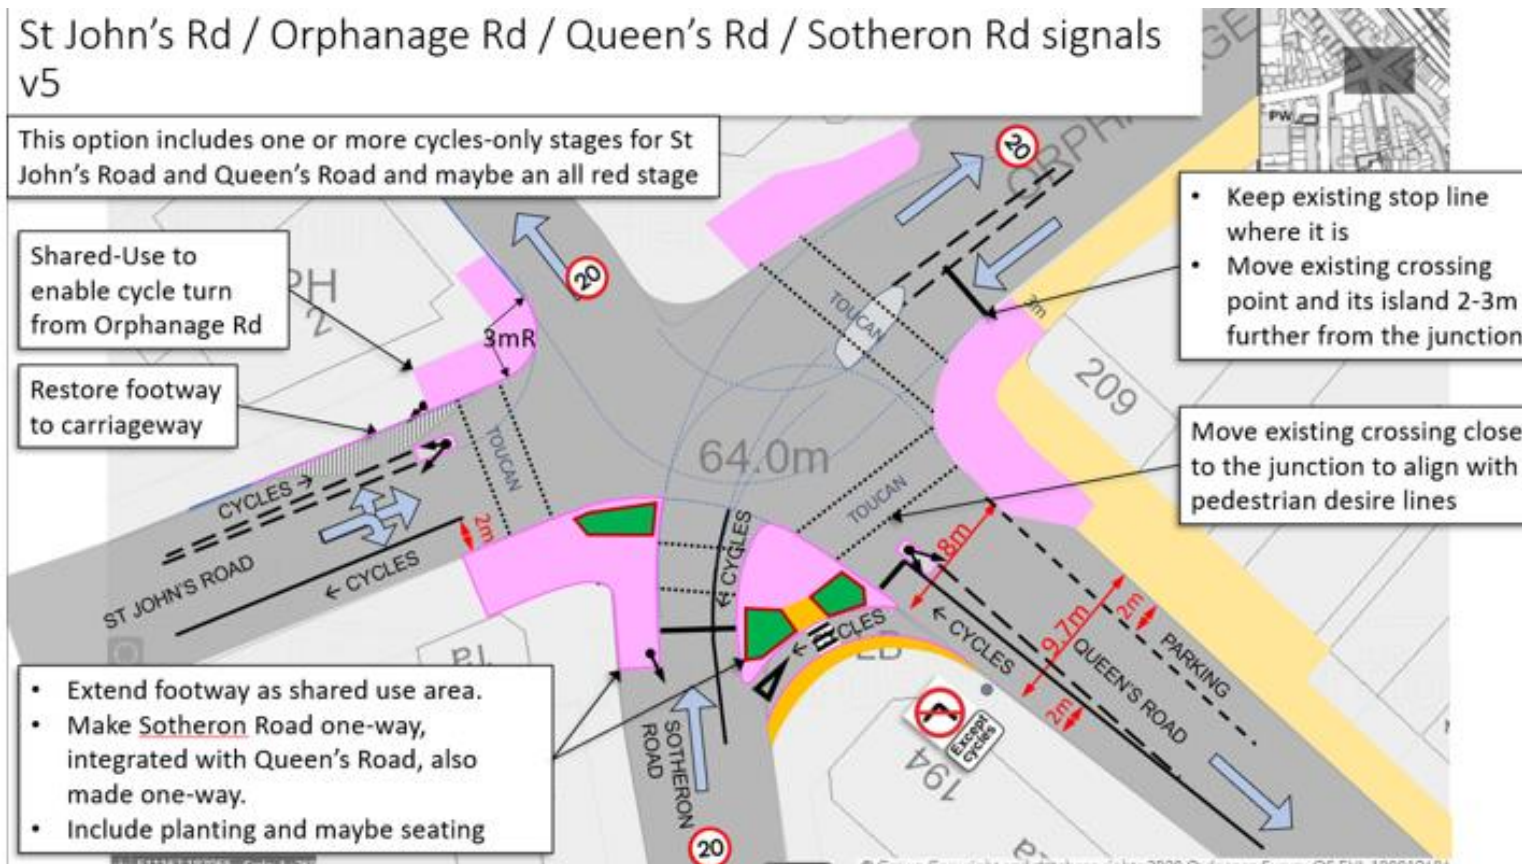 St John's Rd / Orphanage Rd / Queen's Rd / Sotheron Rd signals
v5
This option includes one or more cycles-only stages for St
John's Road and Queen's Road and maybe an all red stage
PW
20
• Keep existing stop line
where it is
• Move existing crossing
point and its island 2-3m
further from the junction
Shared-Use to
enable cycle turn
from Orphanage Rd
PH
2
20
TOUCAN
3m
3mR
Restore footway
to carriageway
209
TOUCAN
64.0m
Move existing crossing close
to the junction to align with
pedestrian desire lines
TOUCAN
CYCLES →
2m
8m
← CYCLES
← CYCLES
ST JOHN'S ROAD
← CYCLES
← CYCLES
9.7m
2m
PARKING
QUEEN'S ROAD
2m
• Extend footway as shared use area.
• Make Sotheron Road one-way,
integrated with Queen's Road, also
made one-way.
• Include planting and maybe seating
SOTHERON
ROAD
Except
cycles
194
20